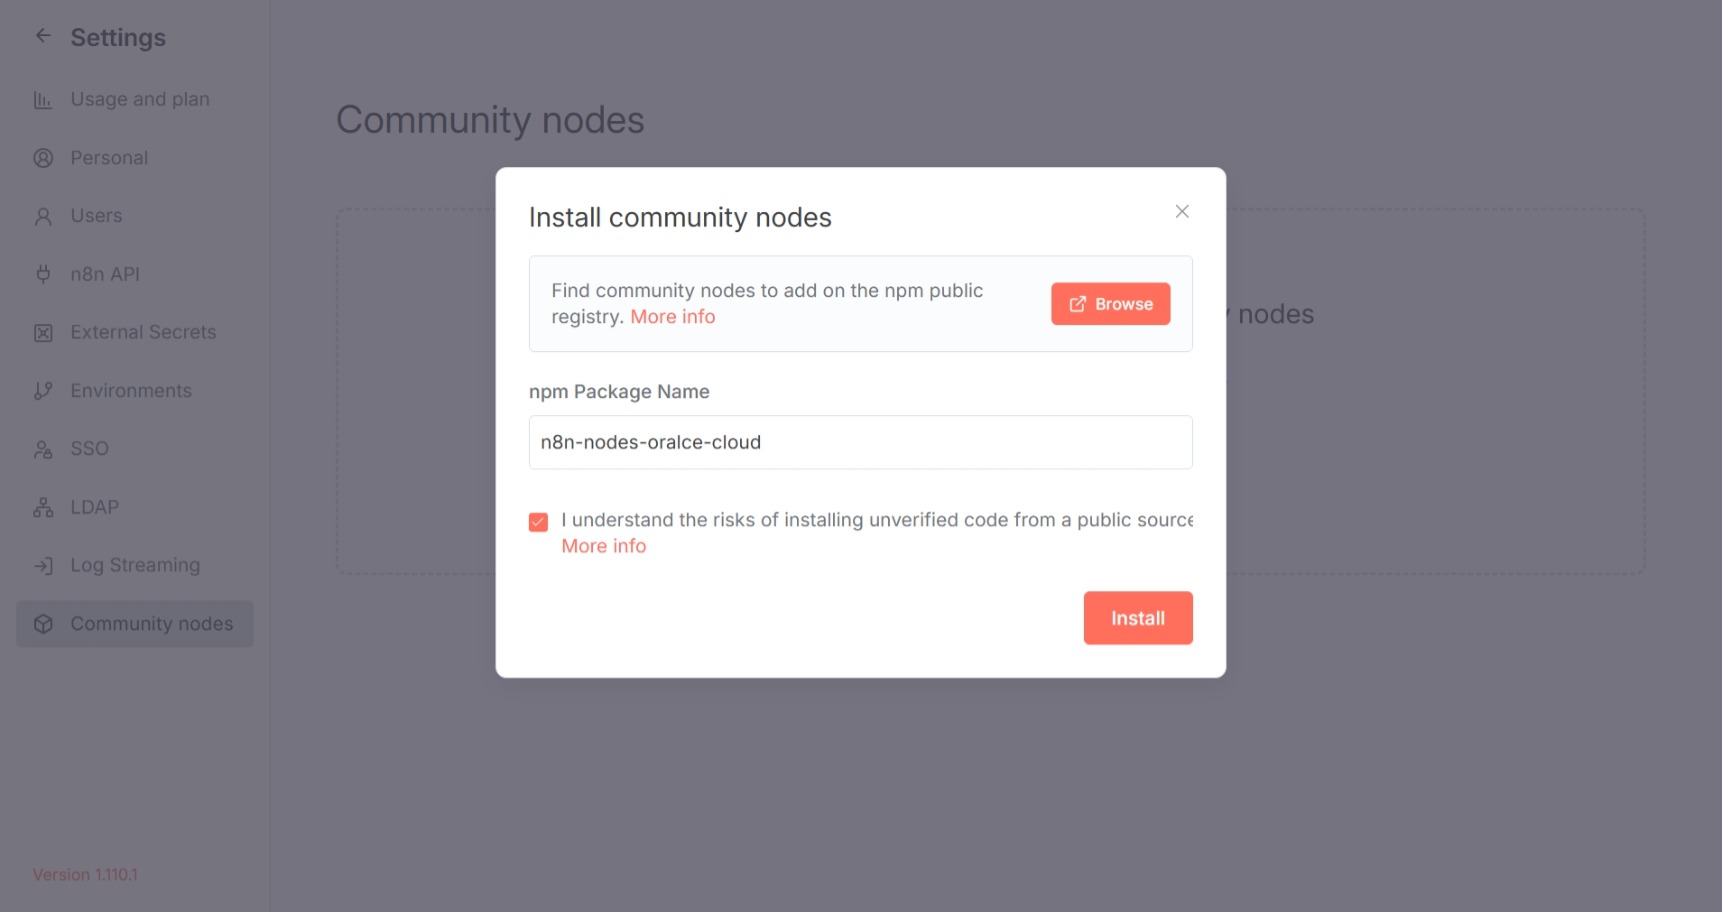 Settings
Usage and plan
Personal
Users
n8n API
External Secrets
Environments
SSO
LDAP
Log Streaming
Community nodes
Version 1.110.1
Community nodes
nodes
Install community nodes
Find community nodes to add on the npm public
registry. More info
Browse
npm Package Name
n8n-nodes-oralce-cloud
I understand the risks of installing unverified code from a public source
More info
Install